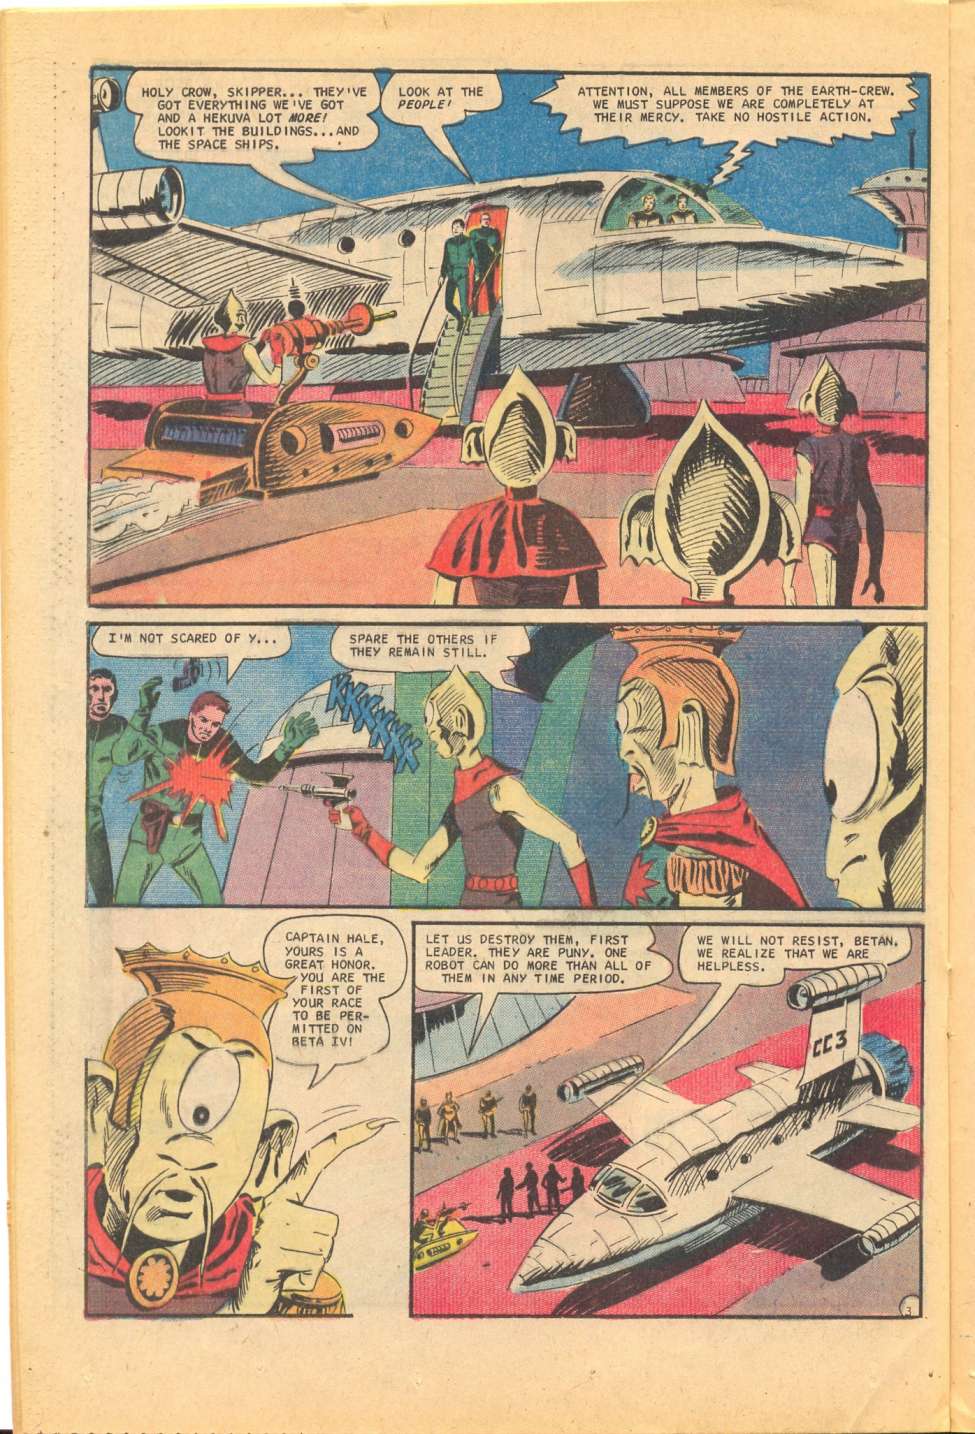 HOLY CROW, SKIPPER... THEY'VE
GOT EVERYTHING WE'VE GOT
AND A HEKUVA LOT MORE!
LOOKIT THE BUILDINGS...AND
THE SPACE SHIPS.
LOOK AT THE
PEOPLE!
ATTENTION, ALL MEMBERS OF THE EARTH-CREW.
WE MUST SUPPOSE WE ARE COMPLETELY AT
THEIR MERCY. TAKE NO HOSTILE ACTION.
I'M NOT SCARED OF Y...
SPARE THE OTHERS IF
THEY REMAIN STILL.
KKKKKKK
CAPTAIN HALE,
YOURS IS A
GREAT HONOR.
YOU ARE THE
FIRST OF
YOUR RACE
TO BE PER-
MITTED ON
BETA IV!
LET US DESTROY THEM, FIRST
LEADER. THEY ARE PUNY. ONE
ROBOT CAN DO MORE THAN ALL OF
THEM IN ANY TIME PERIOD.
WE WILL NOT RESIST, BETAN.
WE REALIZE THAT WE ARE
HELPLESS.
CC3
3